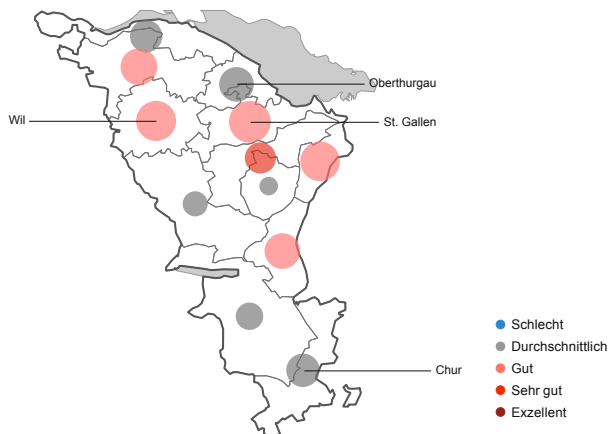 Oberthurgau
Wil
St. Gallen
Chur
Schlecht
Durchschnittlich
Gut
Sehr gut
Exzellent